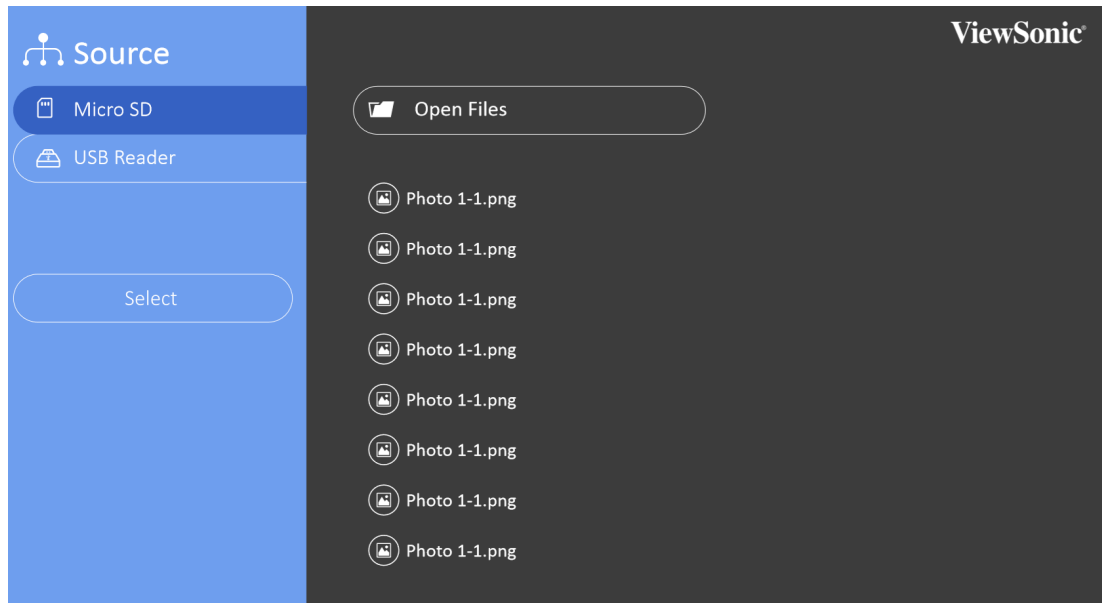 Source
Micro SD
USB Reader
Select
ViewSonic®
Open Files
Photo 1-1.png
Photo 1-1.png
Photo 1-1.png
Photo 1-1.png
Photo 1-1.png
Photo 1-1.png
Photo 1-1.png
Photo 1-1.png